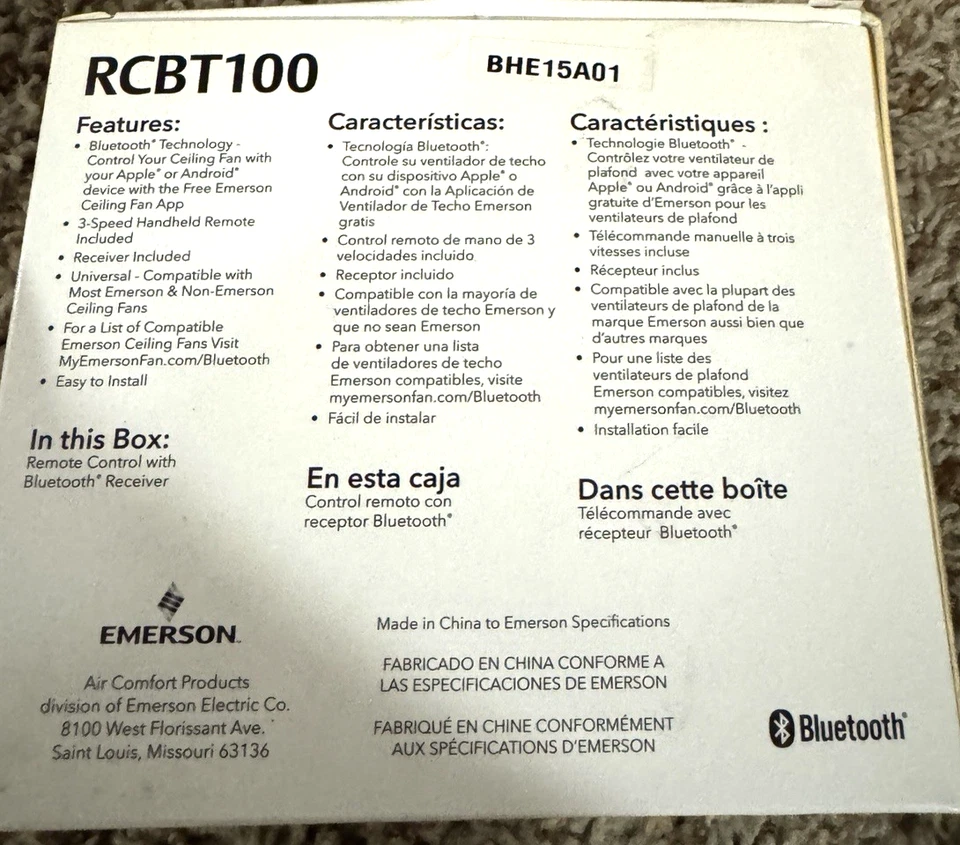 RCBT100
BHE15A01
Features:
• Bluetooth® Technology -
Control Your Ceiling Fan with
your Apple® or Android®
device with the Free Emerson
Ceiling Fan App
• 3-Speed Handheld Remote
Included
• Receiver Included
• Universal - Compatible with
Most Emerson & Non-Emerson
Ceiling Fans
• For a List of Compatible
Emerson Ceiling Fans Visit
MyEmersonFan.com/Bluetooth
• Easy to Install
In this Box:
Remote Control with
Bluetooth® Receiver
Características:
• Tecnología Bluetooth®:
Controle su ventilador de techo
con su dispositivo Apple® o
Android® con la Aplicación de
Ventilador de Techo Emerson
gratis
• Control remoto de mano de 3
velocidades incluido
• Receptor incluido
• Compatible con la mayoría de
ventiladores de techo Emerson y
que no sean Emerson
• Para obtener una lista
de ventiladores de techo
Emerson compatibles, visite
myemersonfan.com/Bluetooth
• Fácil de instalar
En esta caja
Control remoto con
receptor Bluetooth®
Caractéristiques :
• Technologie Bluetooth® -
Contrôlez votre ventilateur de
plafond avec votre appareil
Apple® ou Android® grâce à l'appli
gratuite d'Emerson pour les
ventilateurs de plafond
• Télécommande manuelle à trois
vitesses incluse
• Récepteur inclus
• Compatible avec la plupart des
ventilateurs de plafond de la
marque Emerson aussi bien que
d'autres marques
• Pour une liste des
ventilateurs de plafond
Emerson compatibles, visitez
myemersonfan.com/Bluetooth
• Installation facile
Dans cette boîte
Télécommande avec
récepteur Bluetooth®
EMERSON™
Air Comfort Products
division of Emerson Electric Co.
8100 West Florissant Ave.
Saint Louis, Missouri 63136
Made in China to Emerson Specifications
FABRICADO EN CHINA CONFORME A
LAS ESPECIFICACIONES DE EMERSON
FABRIQUÉ EN CHINE CONFORMÉMENT
AUX SPÉCIFICATIONS D'EMERSON
Bluetooth®